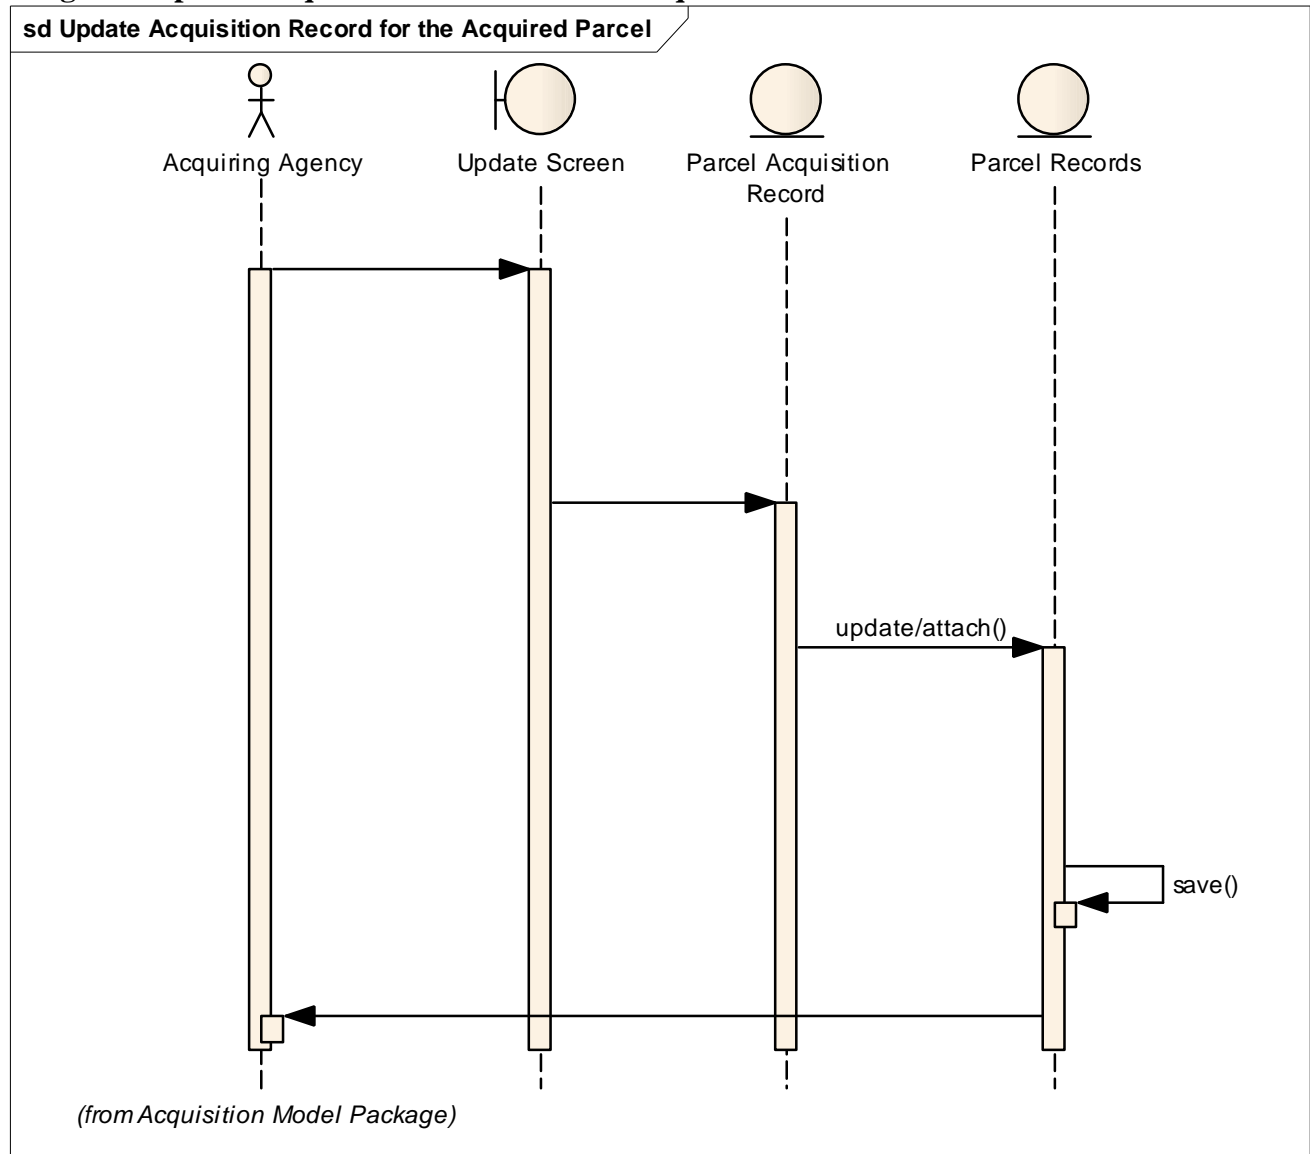 sd Update Acquisition Record for the Acquired Parcel
Acquiring Agency
Update Screen
Parcel Acquisition
Record
Parcel Records
update/attach()
save()
(from Acquisition Model Package)